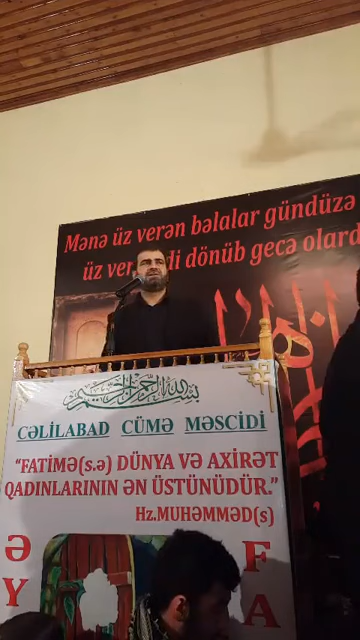 Mənə üz verən bəlalar gündüzə
üz ver di dönüb gecə olard
بسم الله الرحمن الرحيم
CƏLİLABAD CÜMƏ MƏSCİDİ
“FATİMƏ(s.ə) DÜNYA VƏ AXİRƏT
QADINLARININ ƏN ÜSTÜNÜDÜR.”
Hz.MUHƏMMƏD(s)
Ə F
Y A